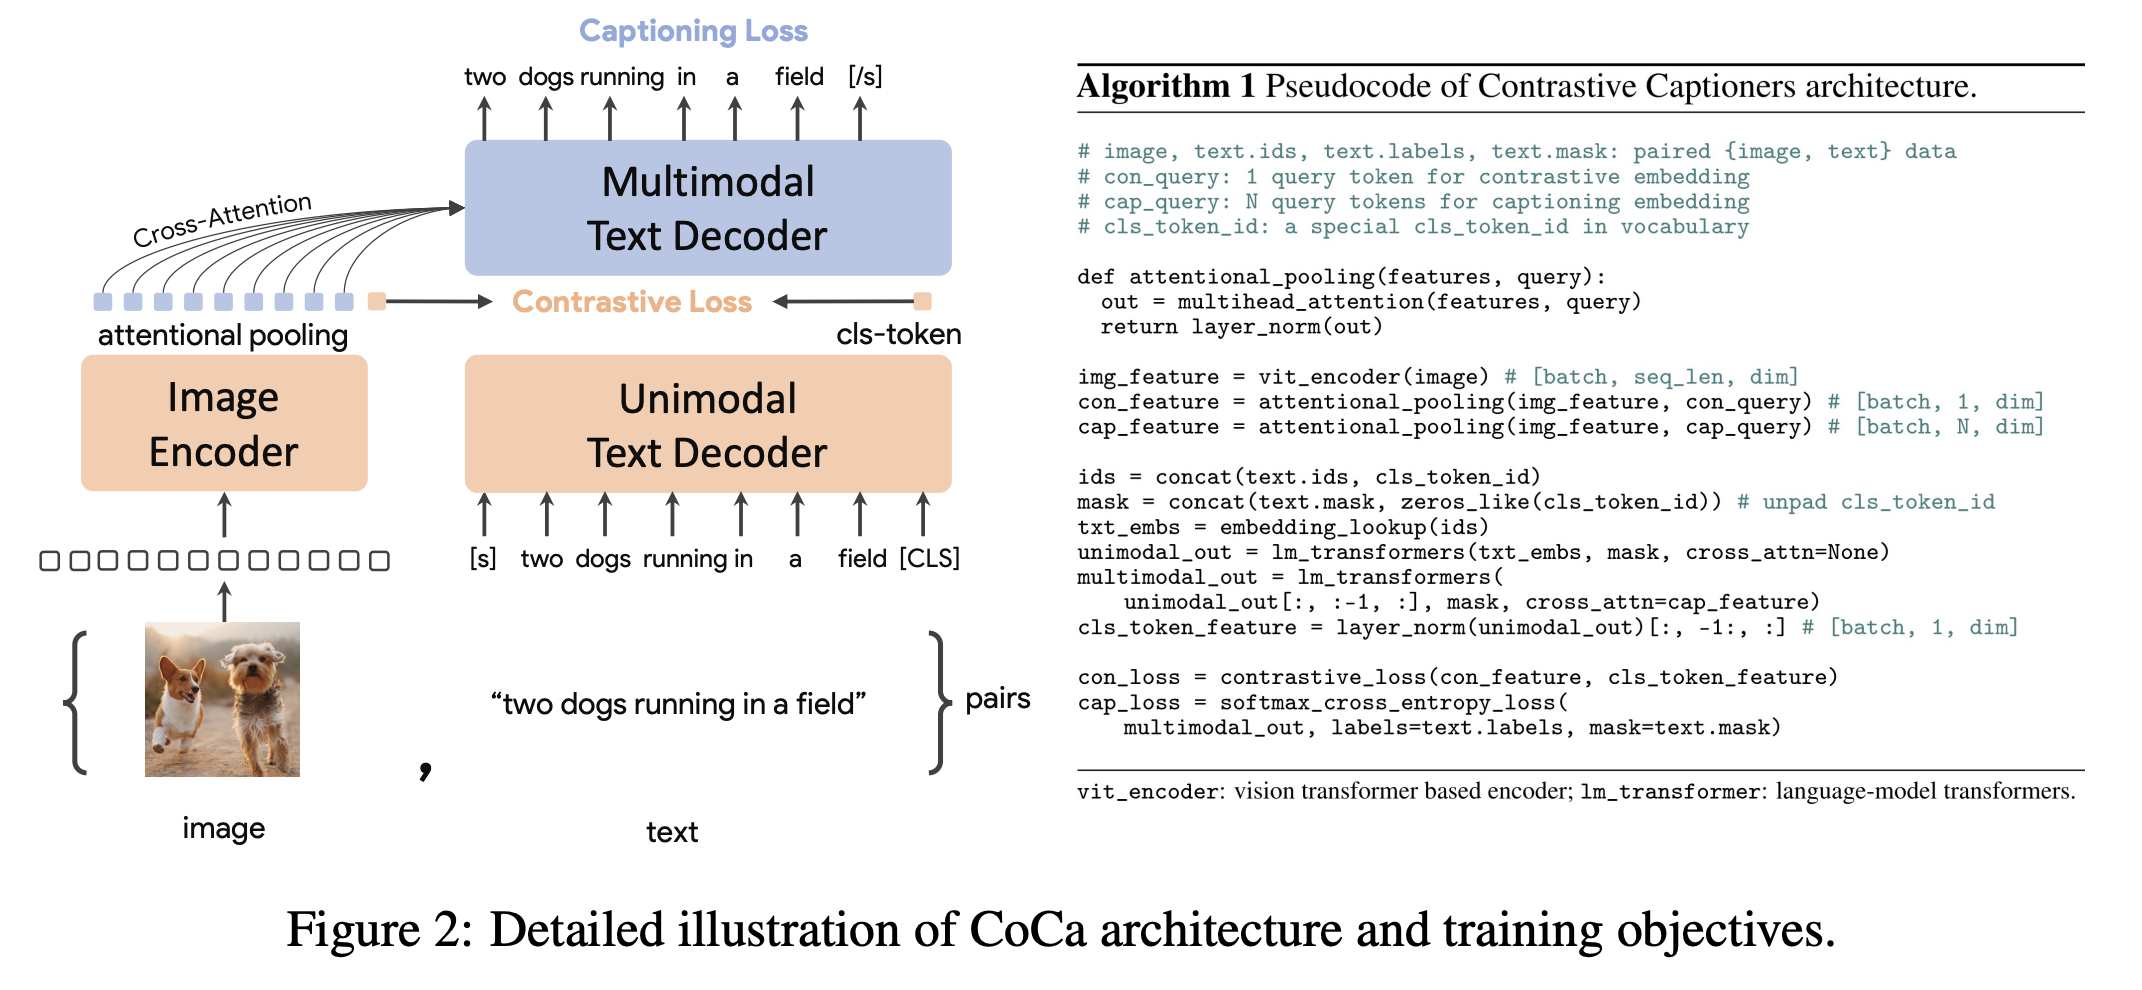 Captioning Loss
two dogs running in a field [/s]
Multimodal
Text Decoder
Cross-Attention
Contrastive Loss
attentional pooling
cls-token
Image
Encoder
Unimodal
Text Decoder
[s] two dogs running in a field [CLS]
“two dogs running in a field”
pairs
,
image
text
Algorithm 1 Pseudocode of Contrastive Captioners architecture.
# image, text.ids, text.labels, text.mask: paired {image, text} data
# con_query: 1 query token for contrastive embedding
# cap_query: N query tokens for captioning embedding
# cls_token_id: a special cls_token_id in vocabulary
def attentional_pooling(features, query):
  out = multihead_attention(features, query)
  return layer_norm(out)
img_feature = vit_encoder(image) # [batch, seq_len, dim]
con_feature = attentional_pooling(img_feature, con_query) # [batch, 1, dim]
cap_feature = attentional_pooling(img_feature, cap_query) # [batch, N, dim]
ids = concat(text.ids, cls_token_id)
mask = concat(text.mask, zeros_like(cls_token_id)) # unpad cls_token_id
txt_embs = embedding_lookup(ids)
unimodal_out = lm_transformers(txt_embs, mask, cross_attn=None)
multimodal_out = lm_transformers(
    unimodal_out[:, :-1, :], mask, cross_attn=cap_feature)
cls_token_feature = layer_norm(unimodal_out)[:, -1:, :] # [batch, 1, dim]
con_loss = contrastive_loss(con_feature, cls_token_feature)
cap_loss = softmax_cross_entropy_loss(
    multimodal_out, labels=text.labels, mask=text.mask)
vit_encoder: vision transformer based encoder; lm_transformer: language-model transformers.
Figure 2: Detailed illustration of CoCa architecture and training objectives.